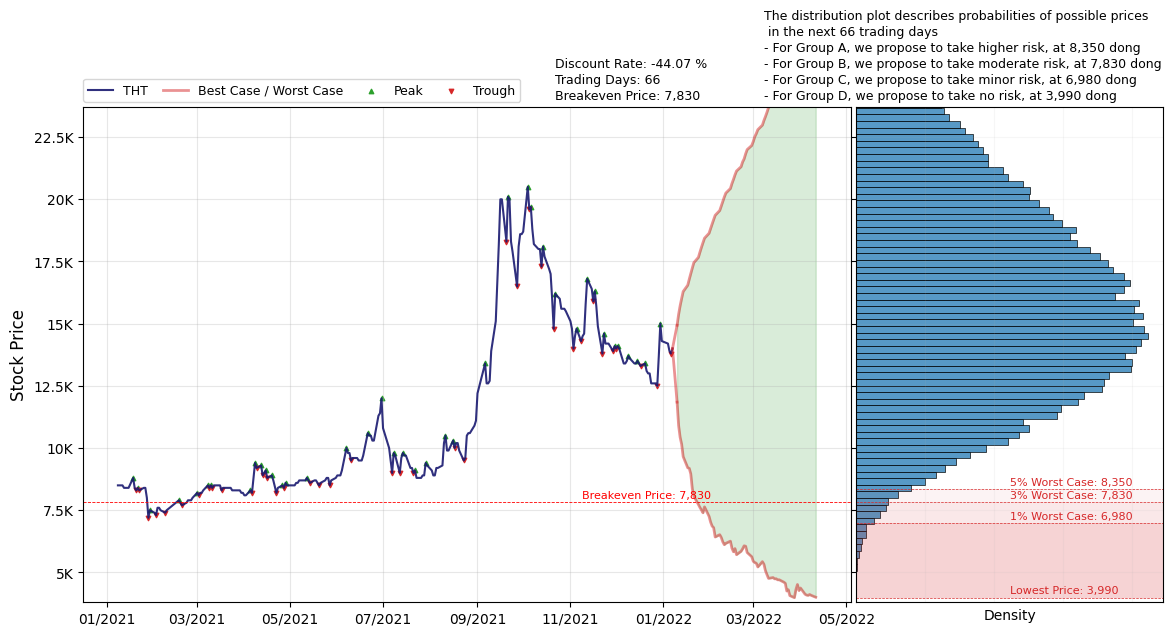 The distribution plot describes probabilities of possible prices
in the next 66 trading days
- For Group A, we propose to take higher risk, at 8,350 dong
- For Group B, we propose to take moderate risk, at 7,830 dong
- For Group C, we propose to take minor risk, at 6,980 dong
- For Group D, we propose to take no risk, at 3,990 dong
Discount Rate: -44.07 %
Trading Days: 66
Breakeven Price: 7,830
THT
Best Case / Worst Case
Peak
Trough
Stock Price
22.5K
20K
17.5K
15K
12.5K
10K
7.5K
5K
Breakeven Price: 7,830
5% Worst Case: 8,350
3% Worst Case: 7,830
1% Worst Case: 6,980
Lowest Price: 3,990
01/2021
03/2021
05/2021
07/2021
09/2021
11/2021
01/2022
03/2022
05/2022
Density